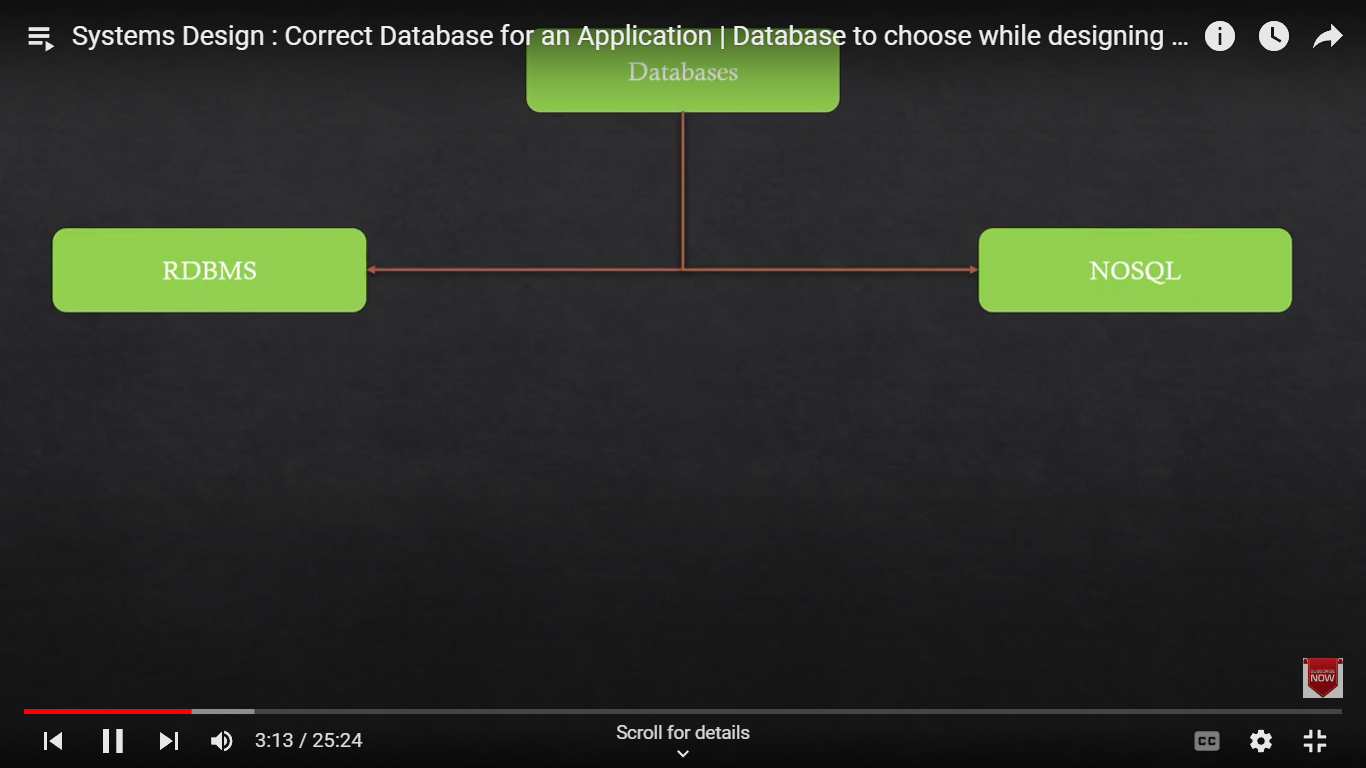 Systems Design : Correct Database for an Application | Database to choose while designing ...
Databases
RDBMS
NOSQL
SUBSCRIBE
NOW
3:13 / 25:24
Scroll for details
CC